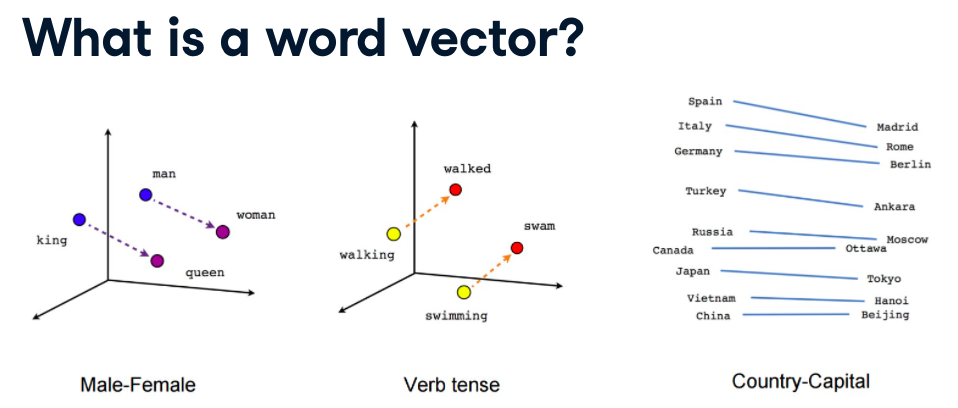 What is a word vector?
man
woman
king
queen
Male-Female
walked
swam
walking
swimming
Verb tense
Spain
Madrid
Italy
Rome
Germany
Berlin
Turkey
Ankara
Russia
Moscow
Canada
Ottawa
Japan
Tokyo
Vietnam
Hanoi
China
Beijing
Country-Capital